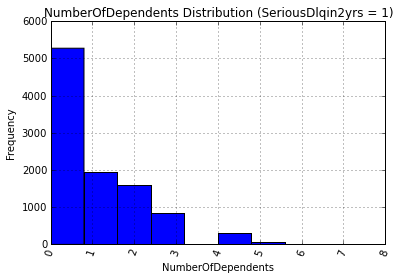 NumberOfDependents Distribution (SeriousDlqin2yrs = 1)
6000
5000
4000
3000
2000
1000
0
Frequency
0 1 2 3 4 5 6 7 8
NumberOfDependents